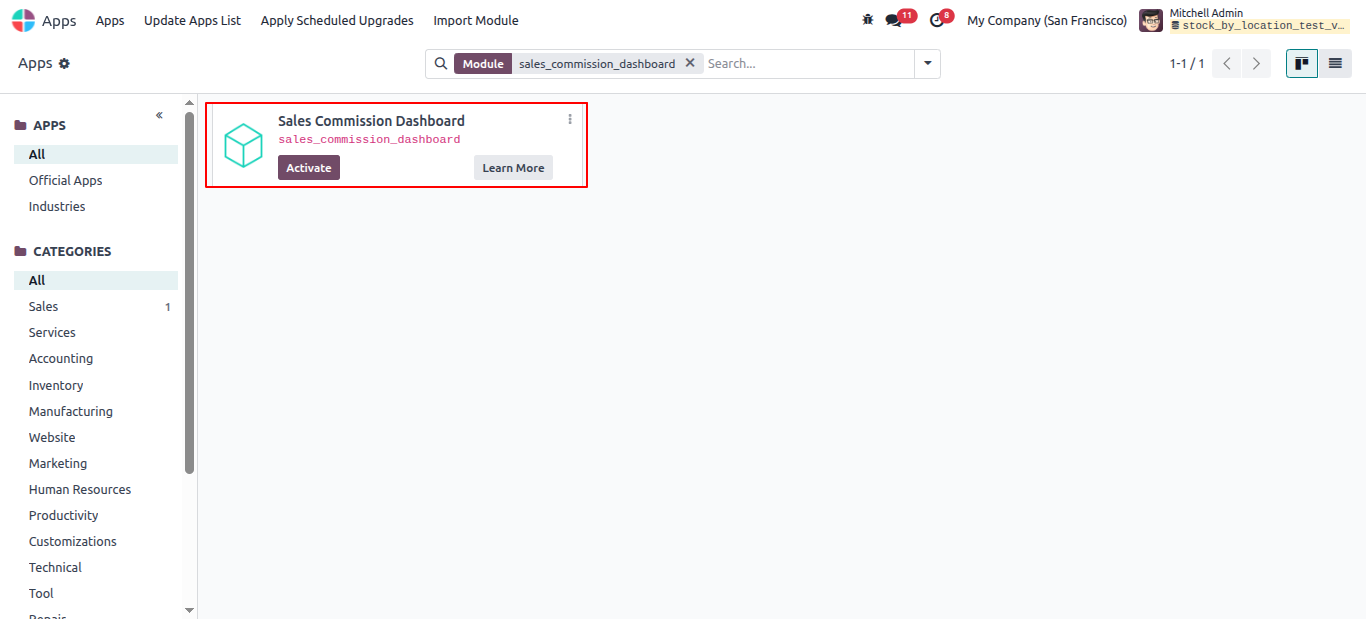 Apps Apps Update Apps List Apply Scheduled Upgrades Import Module 11 8 My Company (San Francisco) Mitchell Admin
stock_by_location_test_v…
Apps Module sales_commission_dashboard Search... 1-1 / 1
APPS
All
Official Apps
Industries
CATEGORIES
All
Sales 1
Services
Accounting
Inventory
Manufacturing
Website
Marketing
Human Resources
Productivity
Customizations
Technical
Tool
Repair
Sales Commission Dashboard
sales_commission_dashboard
Activate Learn More